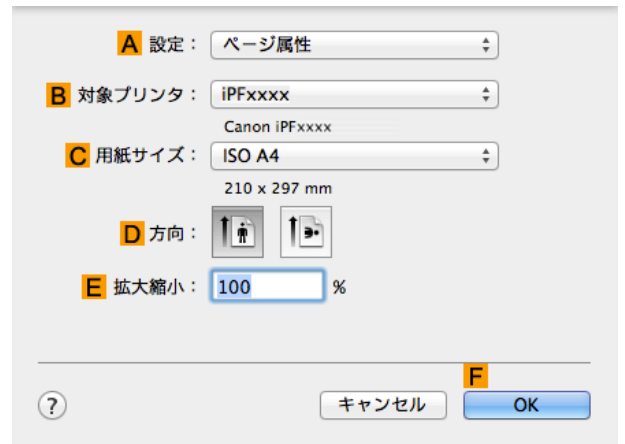 A 設定： ページ属性
B 対象プリンタ： iPFxxxx
Canon iPFxxxx
C 用紙サイズ： ISO A4
210 x 297 mm
D 方向：
E 拡大縮小： 100 %
F
? キャンセル OK